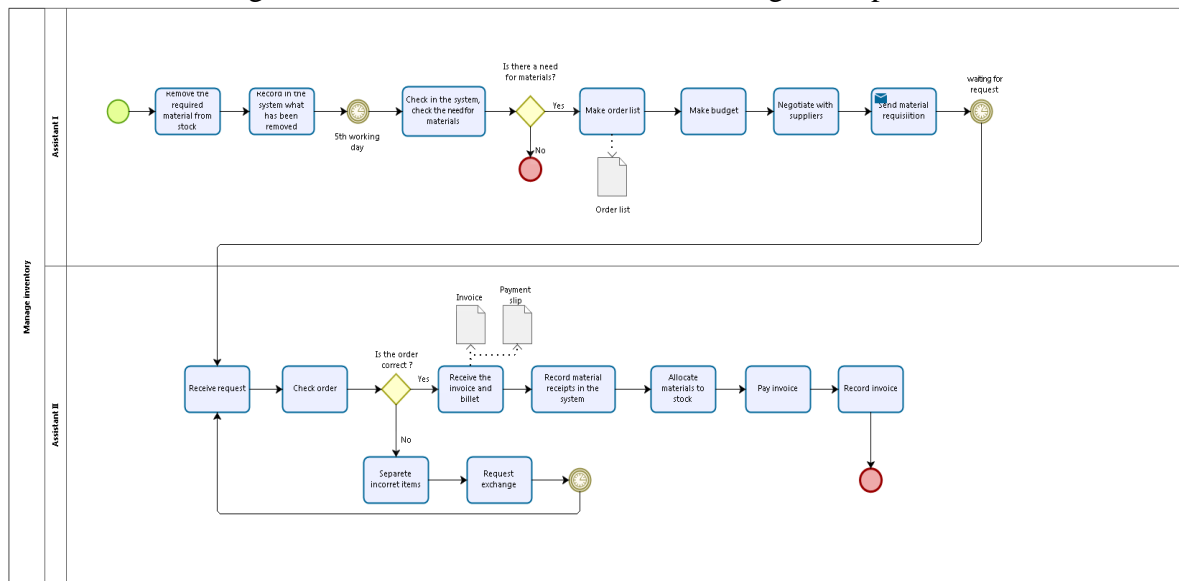 Manage inventory
Assistant I
Remove the
required
material from
stock
Record in the
system what
has been
removed
5th working
day
Check in the system,
check the needfor
materials
Is there a need
for materials?
Yes
No
Make order list
Order list
Make budget
Negotiate with
suppliers
Send material
requisiition
waiting for
request
Assistant II
Receive request
Check order
Is the order
correct ?
Yes
No
Invoice
Payment
slip
Receive the
invoice and
billet
Record material
receipts in the
system
Allocate
materials to
stock
Pay invoice
Record invoice
Separete
incorret items
Request
exchange